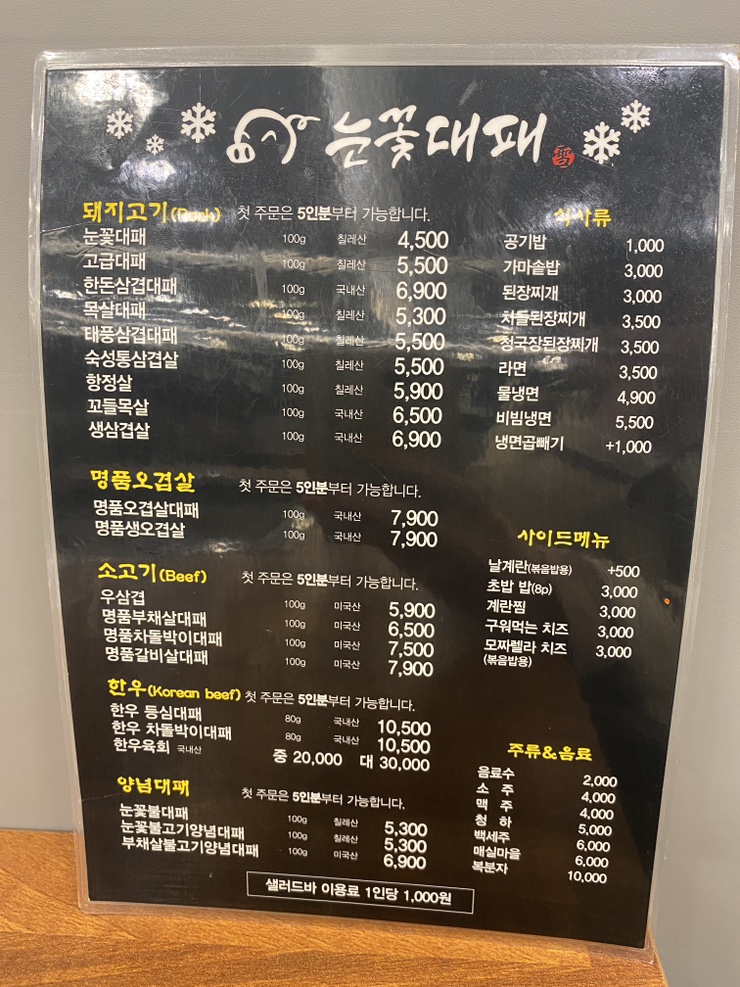 눈꽃대패
雪
돼지고기(Pork) 첫 주문은 5인분부터 가능합니다.
눈꽃대패 100g 칠레산 4,500
고급대패 100g 칠레산 5,500
한돈삼겹대패 100g 국내산 6,900
목살대패 100g 칠레산 5,300
태풍삼겹대패 100g 칠레산 5,500
숙성통삼겹살 100g 칠레산 5,500
항정살 100g 칠레산 5,900
꼬들목살 100g 국내산 6,500
생삼겹살 100g 국내산 6,900
명품오겹살 첫 주문은 5인분부터 가능합니다.
명품오겹살대패 100g 국내산 7,900
명품생오겹살 100g 국내산 7,900
소고기(Beef) 첫 주문은 5인분부터 가능합니다.
우삼겹 100g 미국산 5,900
명품부채살대패 100g 미국산 6,500
명품차돌박이대패 100g 미국산 7,500
명품갈비살대패 100g 미국산 7,900
한우(Korean beef) 첫 주문은 5인분부터 가능합니다.
한우 등심대패 80g 국내산 10,500
한우 차돌박이대패 80g 국내산 10,500
한우육회 국내산 중 20,000 대 30,000
양념대패 첫 주문은 5인분부터 가능합니다.
눈꽃불대패 100g 칠레산 5,300
눈꽃불고기양념대패 100g 칠레산 5,300
부채살불고기양념대패 100g 미국산 6,900
식사류
공기밥 1,000
가마솥밥 3,000
된장찌개 3,000
차돌된장찌개 3,500
청국장된장찌개 3,500
라면 3,500
물냉면 4,900
비빔냉면 5,500
냉면곱빼기 +1,000
사이드메뉴
날계란(볶음밥용) +500
초밥 밥(8p) 3,000
계란찜 3,000
구워먹는 치즈 3,000
모짜렐라 치즈 3,000
(볶음밥용)
주류&음료
음료수 2,000
소 주 4,000
맥 주 4,000
청 하 5,000
백세주 6,000
매실마을 6,000
복분자 10,000
샐러드바 이용료 1인당 1,000원